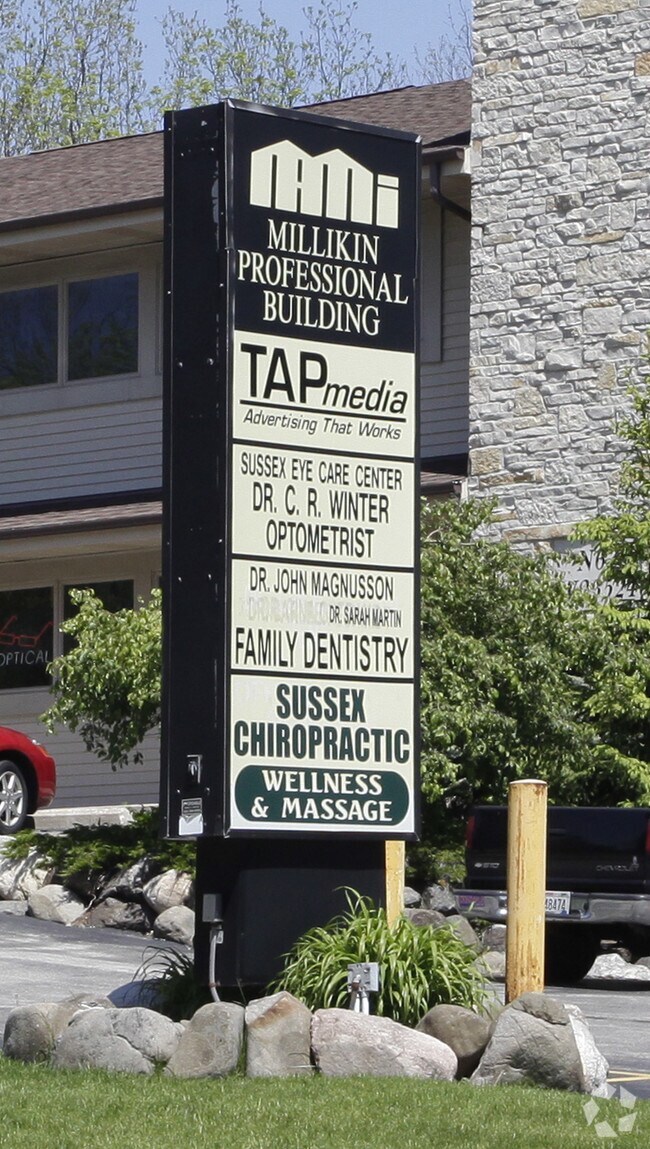 MILLIKIN
PROFESSIONAL
BUILDING
TAPmedia
Advertising That Works
SUSSEX EYE CARE CENTER
DR. C. R. WINTER
OPTOMETRIST
DR. JOHN MAGNUSSON
DR. SARAH MARTIN
FAMILY DENTISTRY
SUSSEX
CHIROPRACTIC
WELLNESS
& MASSAGE
OPTICAL
CHEVROLET